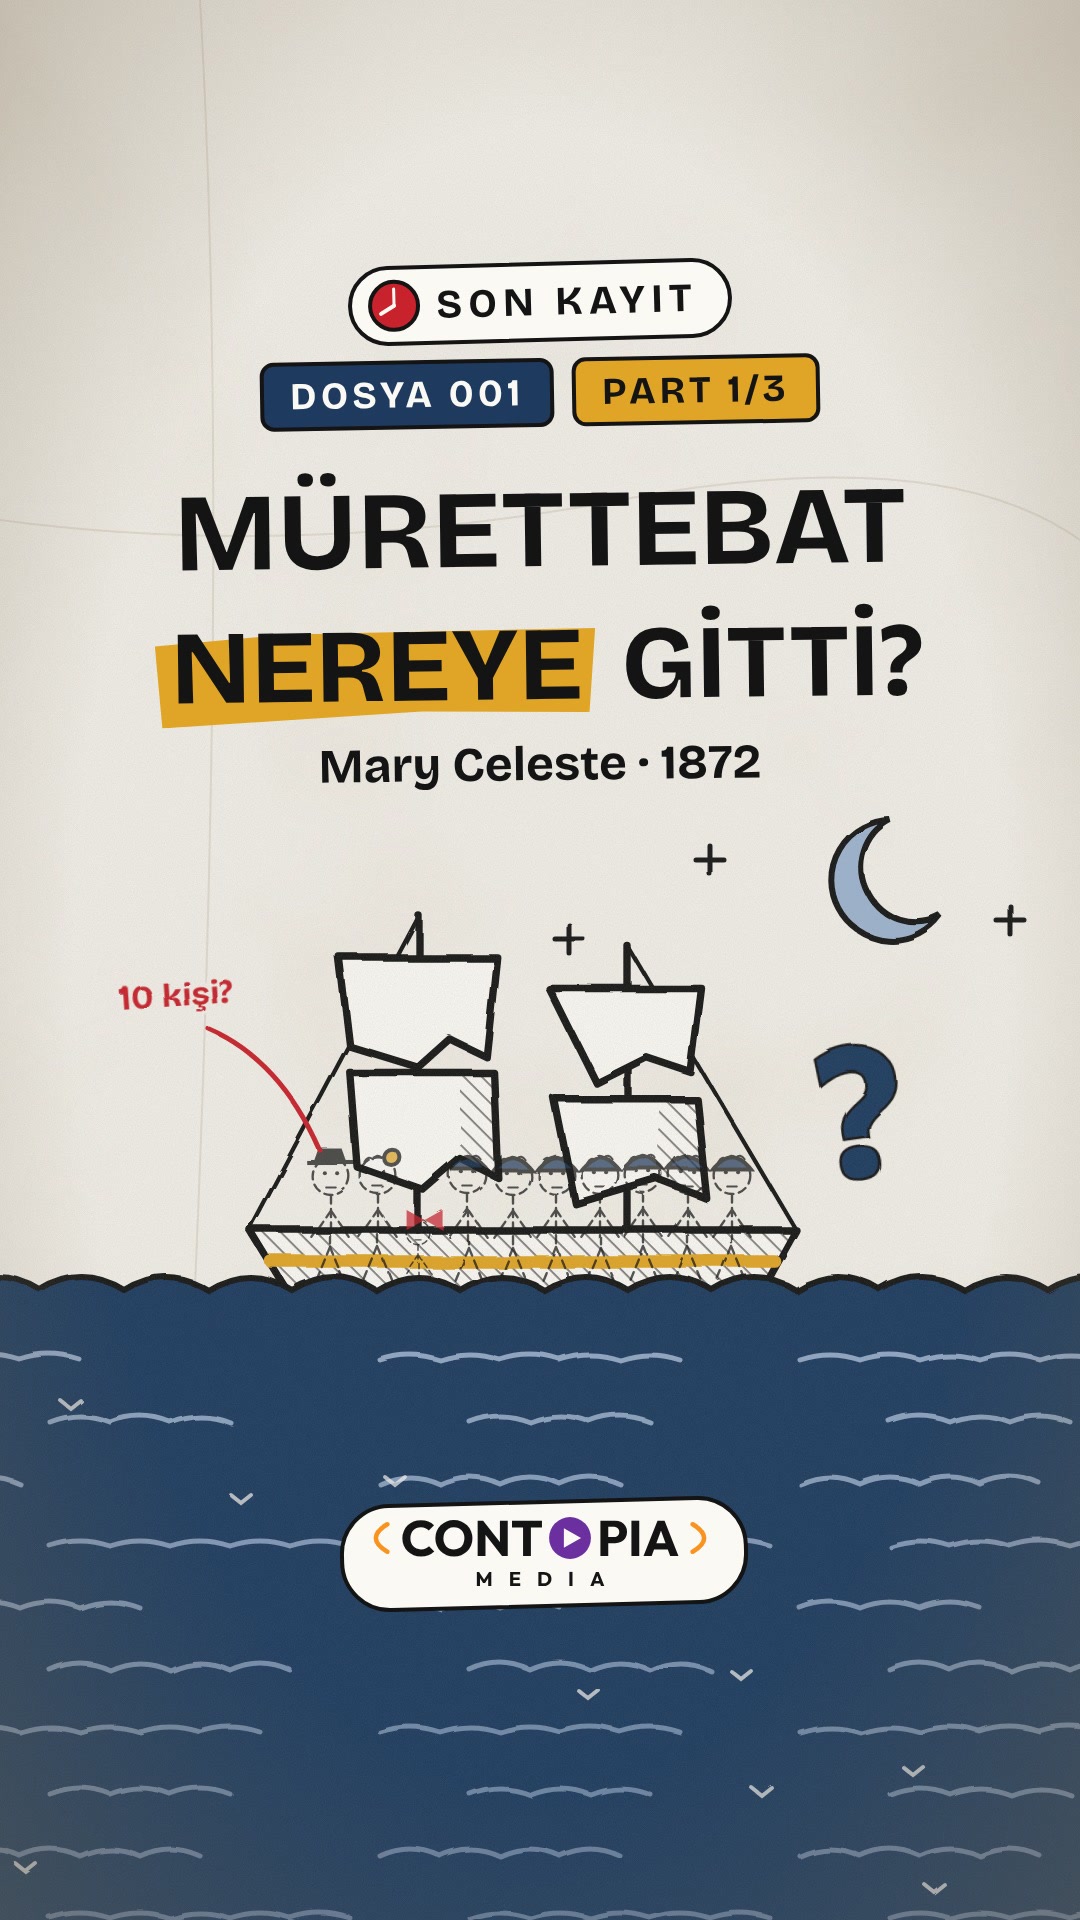 SON KAYIT
DOSYA 001
PART 1/3
MÜRETTEBAT
NEREYE GİTTİ?
Mary Celeste · 1872
10 kişi?
?
CONTOPIA
MEDIA